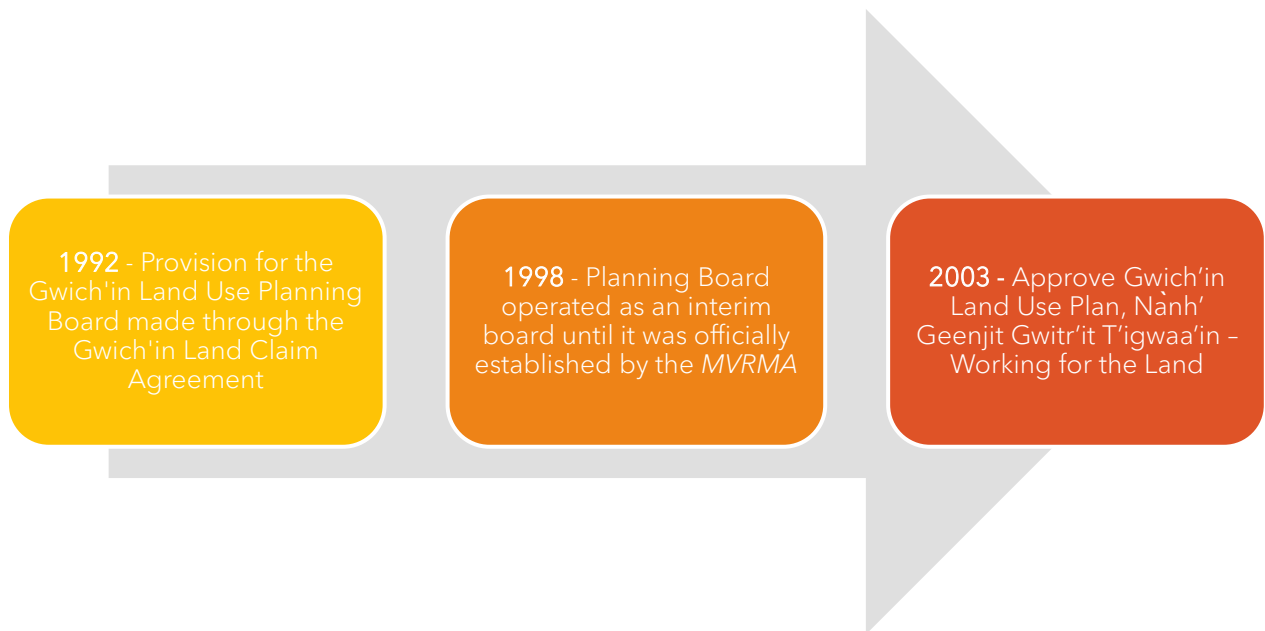 1992 - Provision for the
Gwich'in Land Use Planning
Board made through the
Gwich'in Land Claim
Agreement
1998 - Planning Board
operated as an interim
board until it was officially
established by the MVRMA
2003 - Approve Gwich’in
Land Use Plan, Nành’
Geenjit Gwitr’it T’igwaa’in –
Working for the Land